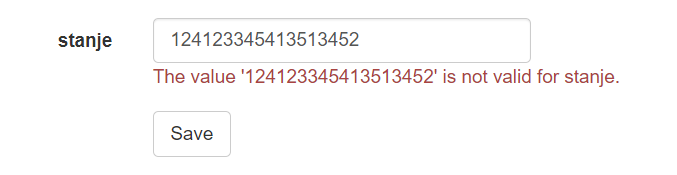 stanje 124123345413513452
The value '124123345413513452' is not valid for stanje.
Save